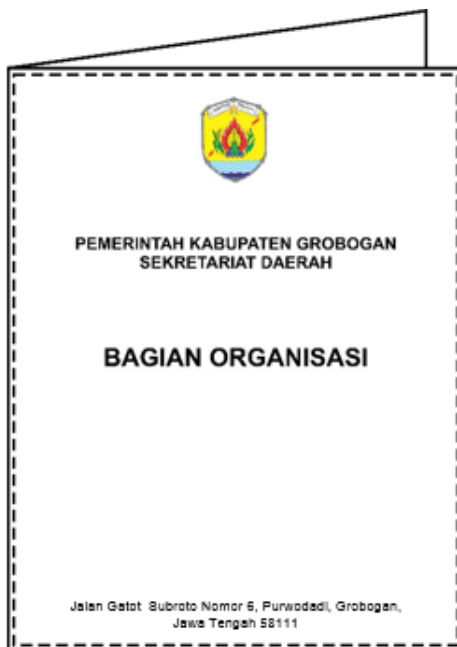 PEMERINTAH KABUPATEN GROBOGAN
SEKRETARIAT DAERAH
BAGIAN ORGANISASI
Jalan Gatot Subroto Nomor 6, Purwodadi, Grobogan,
Jawa Tengah 58111